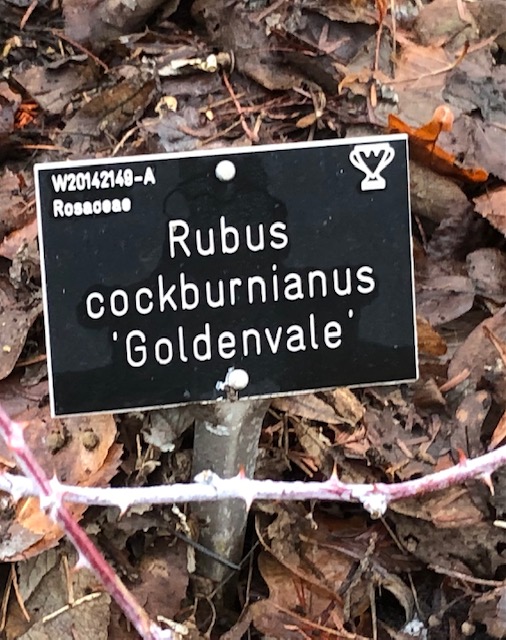 W20142149-A
Rosaceae
Rubus
cockburnianus
'Goldenvale'